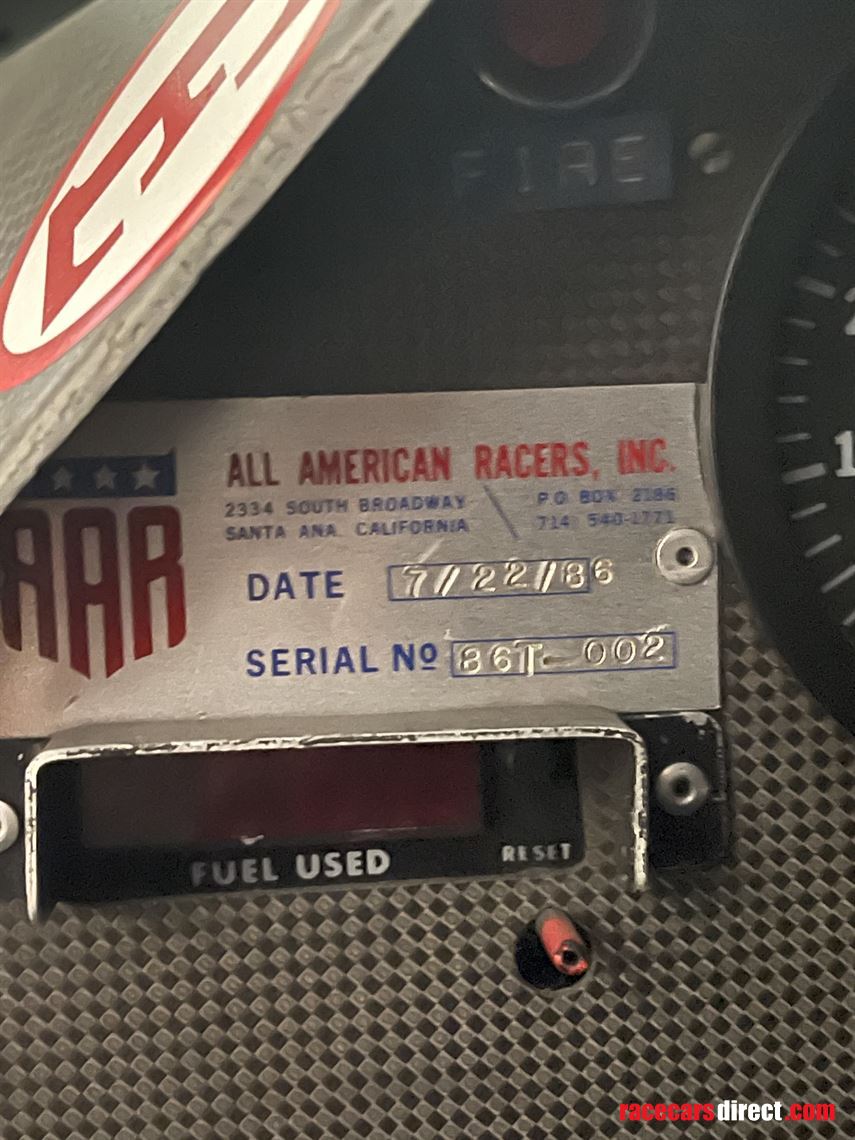 FIRE
ALL AMERICAN RACERS, INC.
2334 SOUTH BROADWAY \ P.O. BOX 2186
SANTA ANA, CALIFORNIA \ 714) 540-1771
AAR
DATE 7/22/86
SERIAL Nº 86T-002
FUEL USED RESET
1
racecarsdirect.com